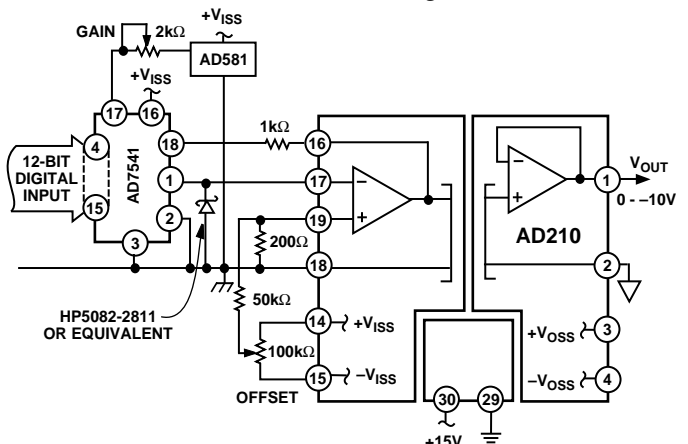 GAIN
2kΩ
+VISS
AD581
+VISS
17
16
4
18
1kΩ
16
12-BIT
DIGITAL
INPUT
AD7541
1
17
15
2
19
3
200Ω
18
HP5082-2811
OR EQUIVALENT
50kΩ
14
+VISS
100kΩ
15
–VISS
OFFSET
1
VOUT
0 - –10V
AD210
2
+VOSS
3
–VOSS
4
30
29
+15V